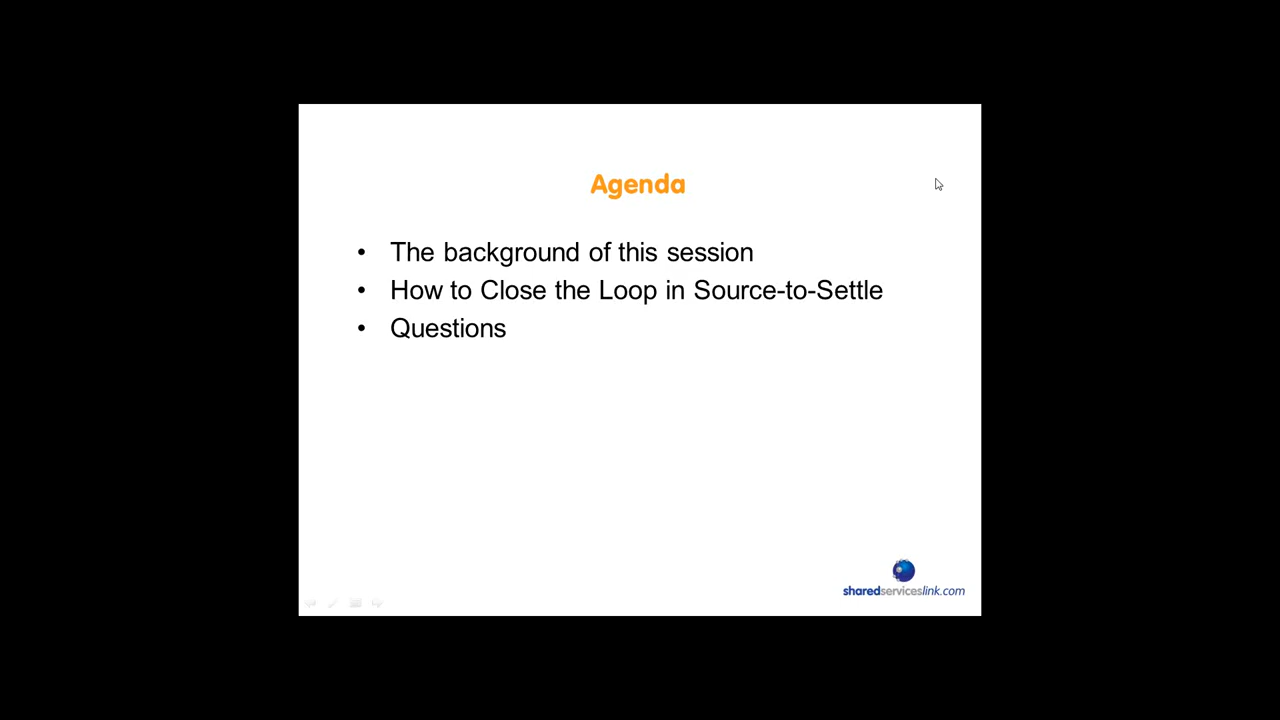 Agenda
• The background of this session
• How to Close the Loop in Source-to-Settle
• Questions
sharedserviceslink.com